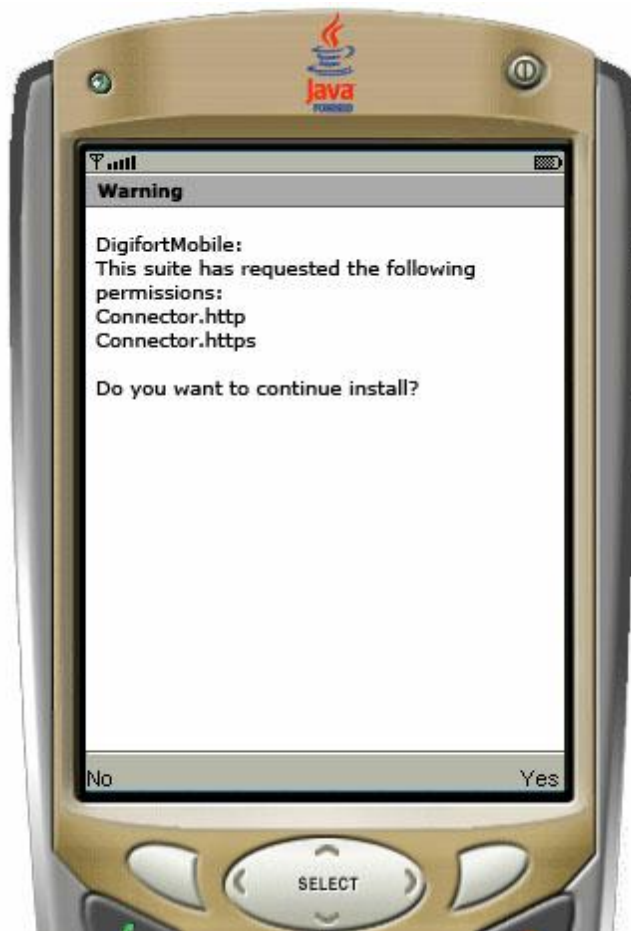 Java
POWERED
Warning
DigifortMobile:
This suite has requested the following
permissions:
Connector.http
Connector.https
Do you want to continue install?
No
Yes
SELECT